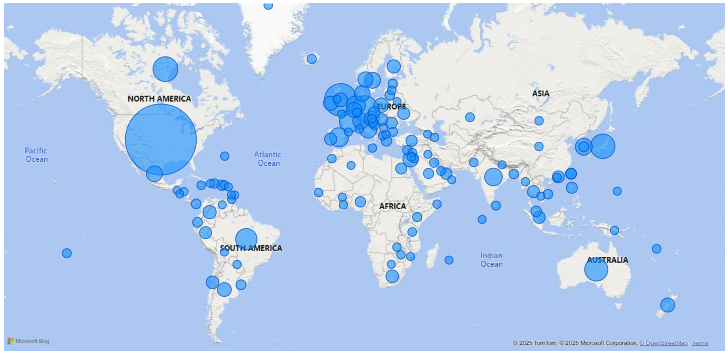 NORTH AMERICA
EUROPE
ASIA
Pacific
Ocean
Atlantic
Ocean
AFRICA
SOUTH AMERICA
Indian
Ocean
AUSTRALIA
Microsoft Bing
© 2025 TomTom, © 2025 Microsoft Corporation, © OpenStreetMap Terms